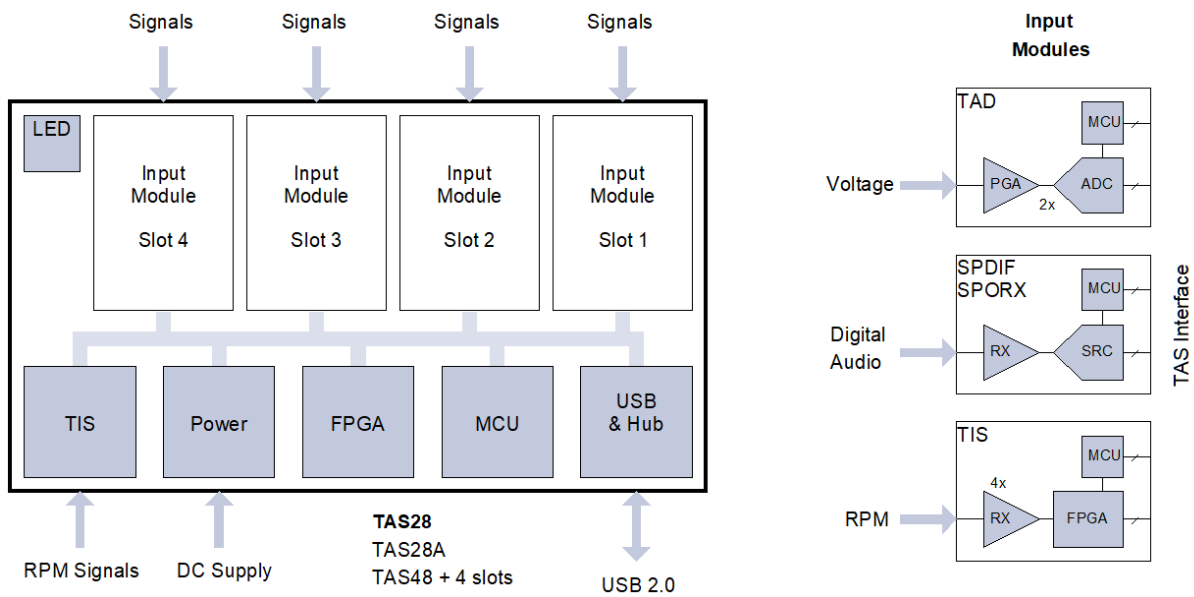 Signals
Signals
Signals
Signals
LED
Input
Module
Slot 4
Input
Module
Slot 3
Input
Module
Slot 2
Input
Module
Slot 1
TIS
Power
FPGA
MCU
USB
& Hub
RPM Signals
DC Supply
TAS28
TAS28A
TAS48 + 4 slots
USB 2.0
Input
Modules
TAD
MCU
Voltage
PGA
2x
ADC
SPDIF
SPORX
MCU
Digital
Audio
RX
SRC
TIS
MCU
4x
RPM
RX
FPGA
TAS Interface